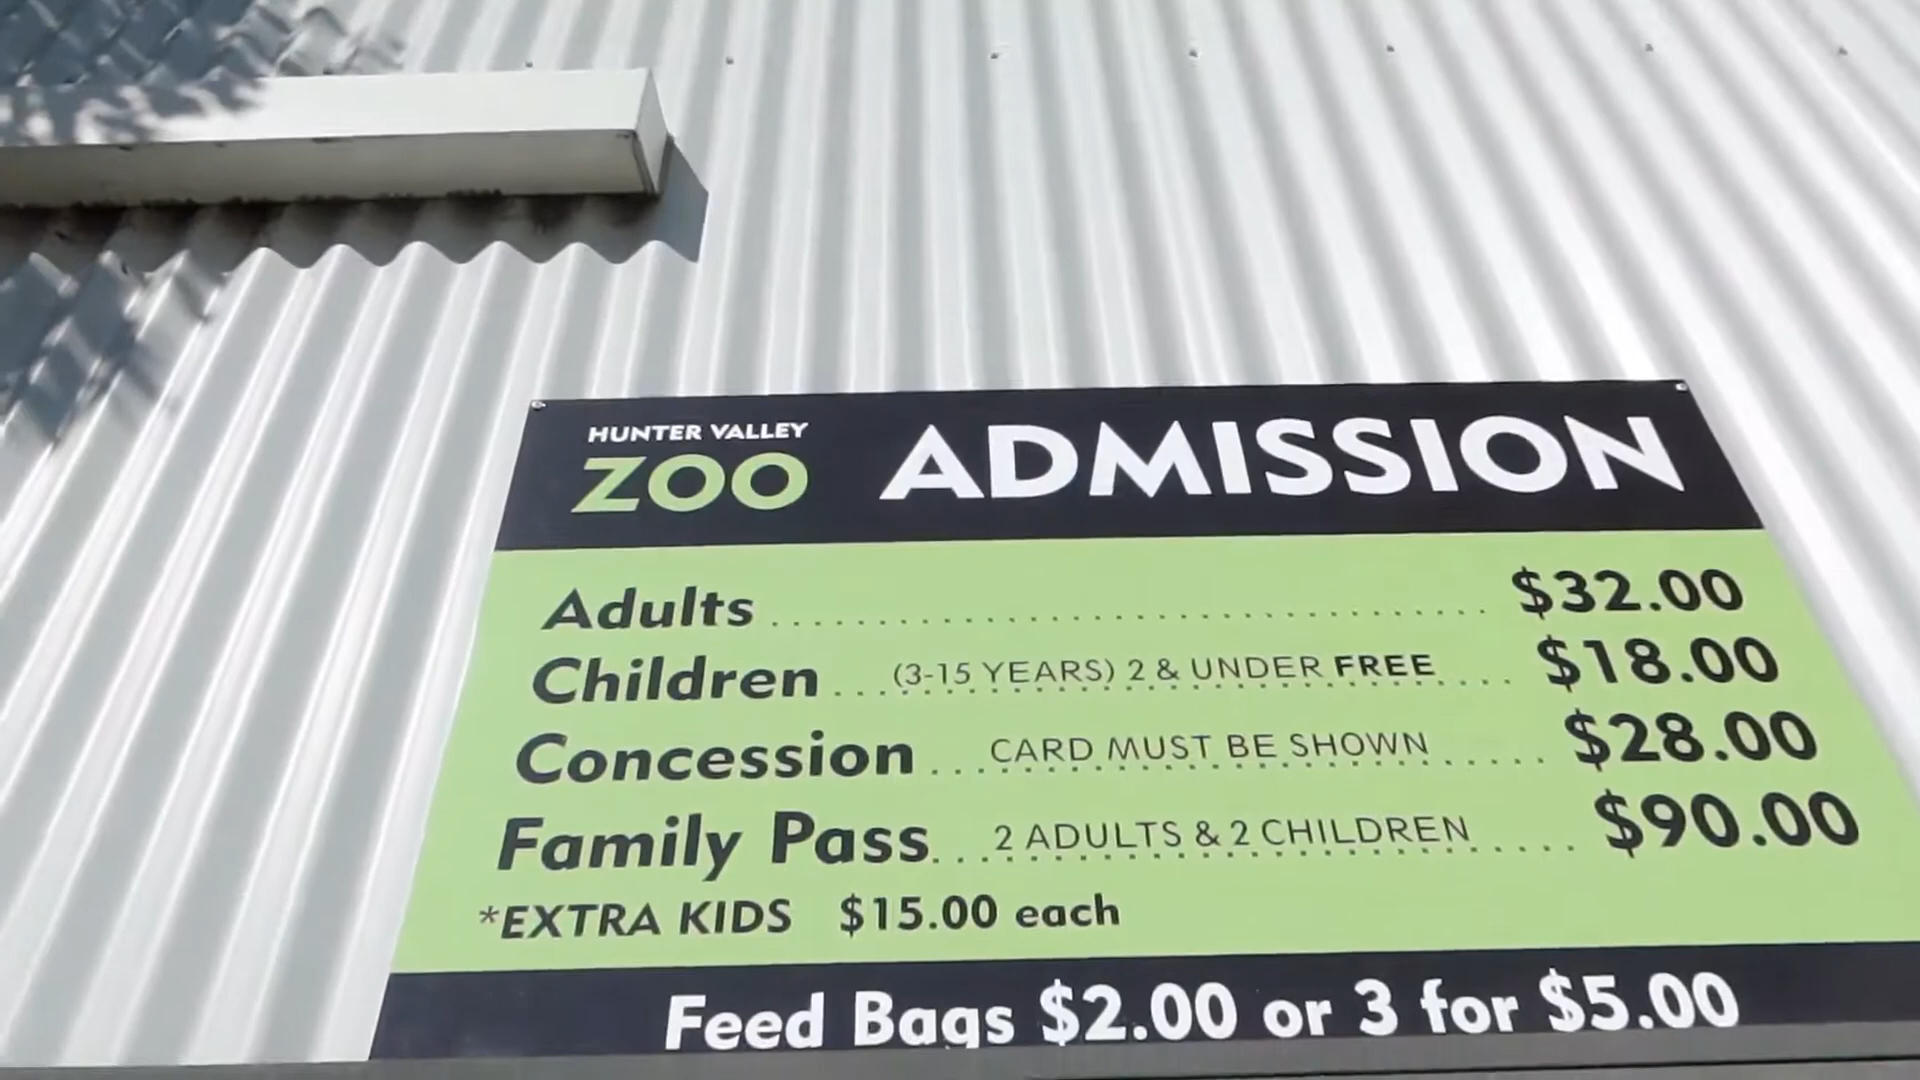 HUNTER VALLEY
ZOO ADMISSION
Adults ........................................ $32.00
Children ... (3-15 YEARS) 2 & UNDER FREE .... $18.00
Concession ... CARD MUST BE SHOWN ...... $28.00
Family Pass... 2 ADULTS & 2 CHILDREN ...... $90.00
*EXTRA KIDS $15.00 each
Feed Bags $2.00 or 3 for $5.00